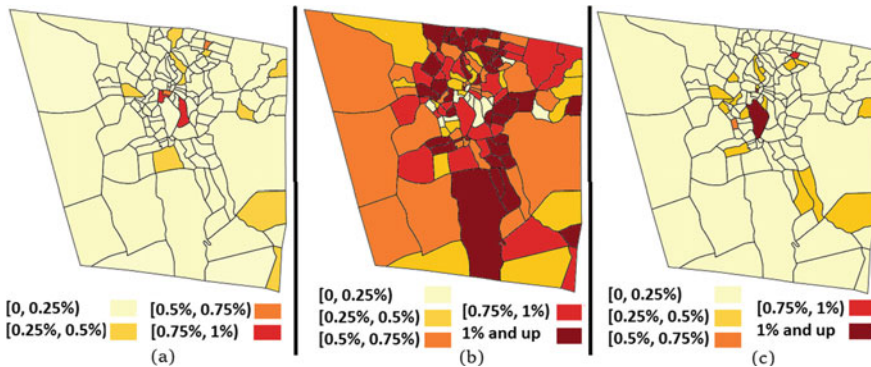 [0, 0.25%)
[0.5%, 0.75%)
[0.25%, 0.5%)
[0.75%, 1%)
(a)
[0, 0.25%)
[0.25%, 0.5%)
[0.75%, 1%)
[0.5%, 0.75%)
1% and up
(b)
[0, 0.25%)
[0.25%, 0.5%)
[0.75%, 1%)
[0.5%, 0.75%)
1% and up
(c)